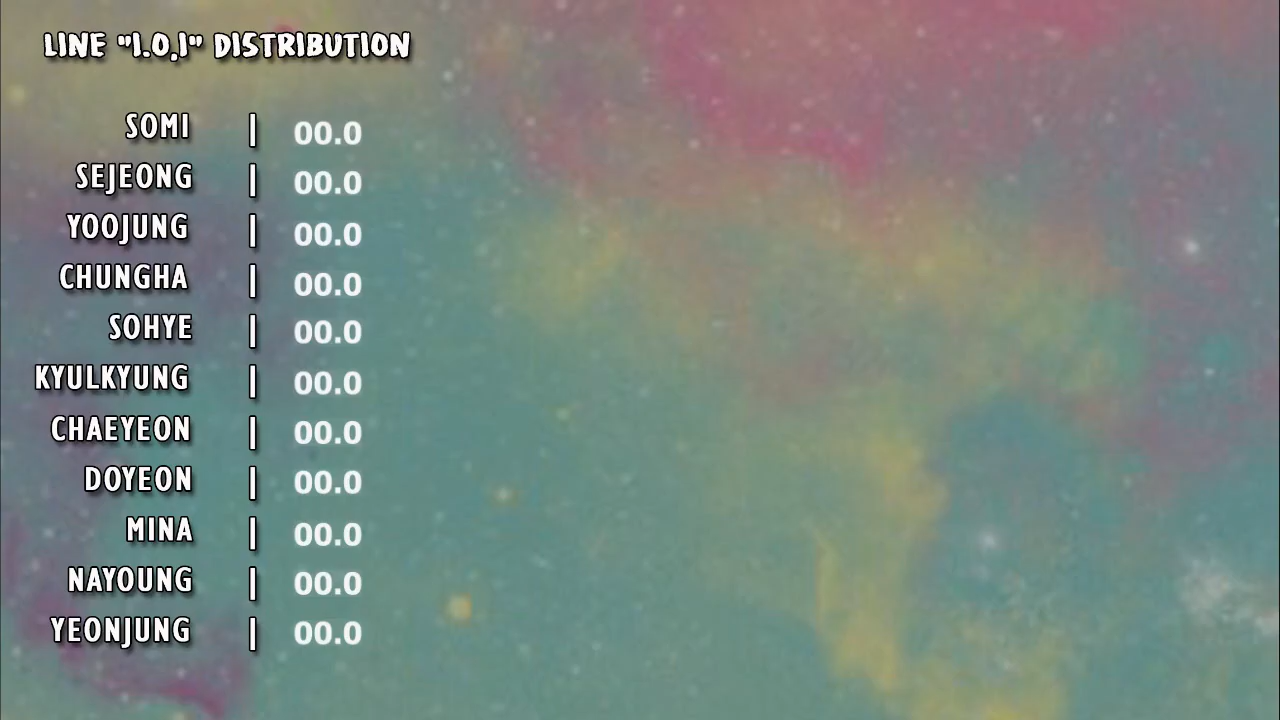 LINE "I.O.I" DISTRIBUTION
SOMI | 00.0
SEJEONG | 00.0
YOOJUNG | 00.0
CHUNGHA | 00.0
SOHYE | 00.0
KYULKYUNG | 00.0
CHAEYEON | 00.0
DOYEON | 00.0
MINA | 00.0
NAYOUNG | 00.0
YEONJUNG | 00.0